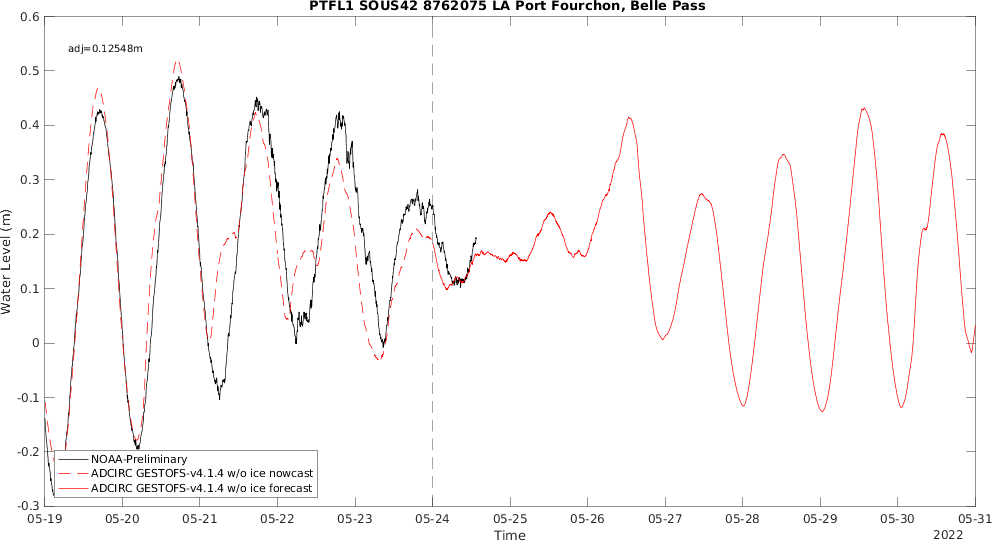 PTFL1 SOUS42 8762075 LA Port Fourchon, Belle Pass
adj=0.12548m
0.6
0.5
0.4
0.3
0.2
0.1
0
-0.1
-0.2
-0.3
Water Level (m)
NOAA-Preliminary
ADCIRC GESTOFS-v4.1.4 w/o ice nowcast
ADCIRC GESTOFS-v4.1.4 w/o ice forecast
05-19 05-20 05-21 05-22 05-23 05-24 05-25 05-26 05-27 05-28 05-29 05-30 05-31
Time
2022